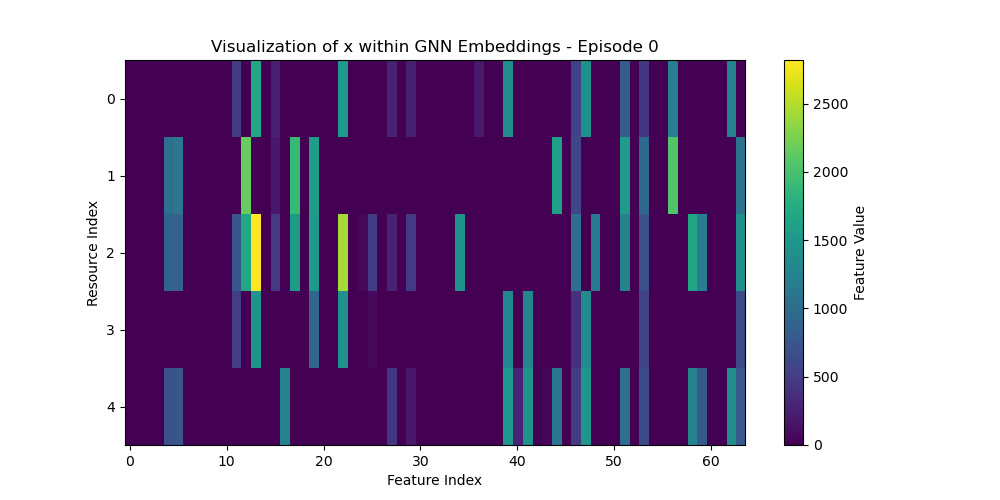 Visualization of x within GNN Embeddings - Episode 0
Resource Index
0
1
2
3
4
0 10 20 30 40 50 60
Feature Index
2500
2000
1500
1000
500
0
Feature Value